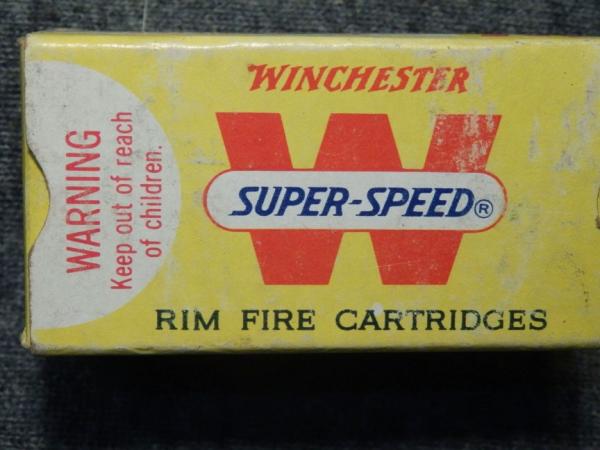 WARNING
Keep out of reach
of children.
WINCHESTER
W
SUPER-SPEED®
RIM FIRE CARTRIDGES